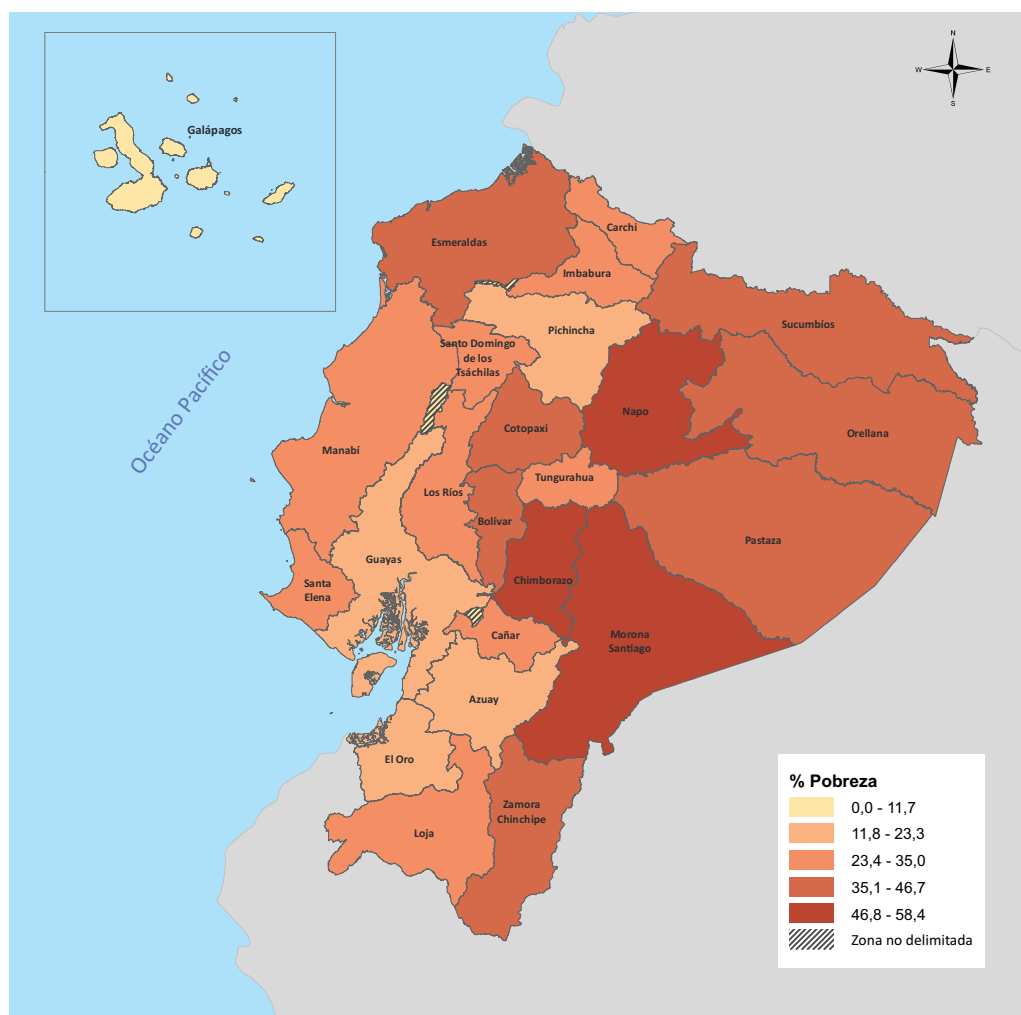 N
W
E
S
Galápagos
Carchi
Esmeraldas
Imbabura
Sucumbíos
Pichincha
Santo Domingo
de los
Tsáchilas
Océano Pacífico
Napo
Cotopaxi
Orellana
Manabí
Tungurahua
Los Ríos
Bolívar
Pastaza
Guayas
Chimborazo
Santa
Elena
Cañar
Morona
Santiago
Azuay
El Oro
Zamora
Chinchipe
Loja
% Pobreza
0,0 - 11,7
11,8 - 23,3
23,4 - 35,0
35,1 - 46,7
46,8 - 58,4
Zona no delimitada